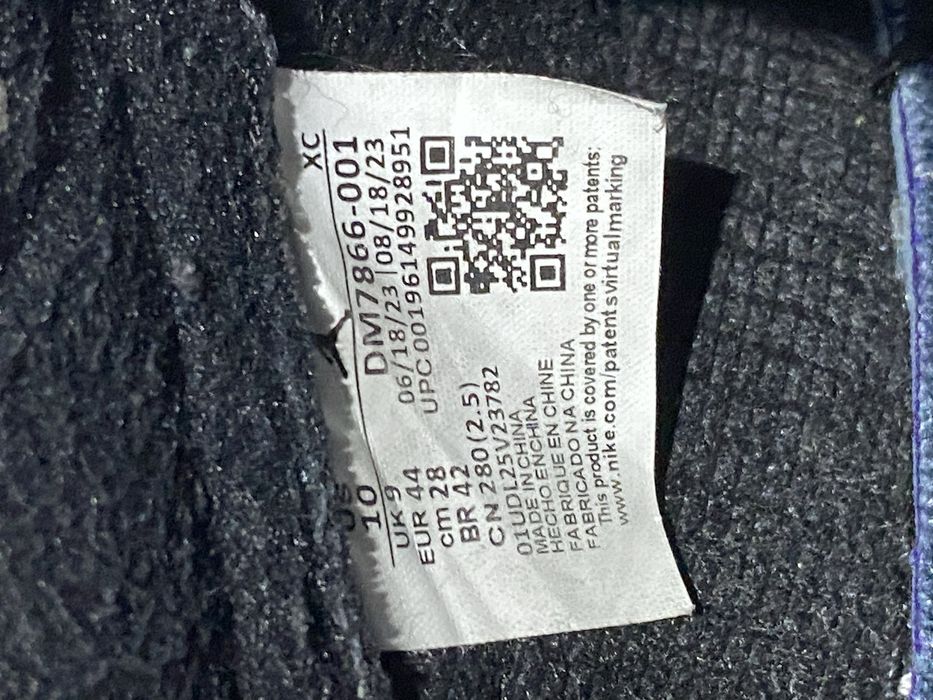 XC
US
10
DM7866-001
UK 9
06/18/23 | 08/18/23
EUR 44
UPC:00196149928951
cm 28
BR 42
CN 280(2.5)
01UDL25V23782
MADE IN CHINA
HECHO EN CHINA
FABRIQUE EN CHINE
FABRICADO NA CHINA
This product is covered by one or more patents:
www.nike.com/patentsvirtualmarking